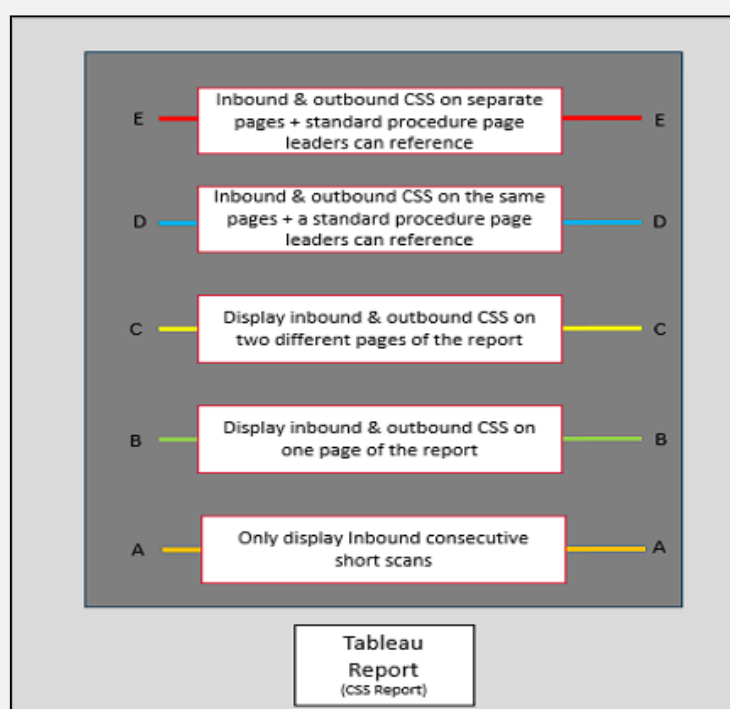 E
Inbound & outbound CSS on separate
pages + standard procedure page
leaders can reference
E
D
Inbound & outbound CSS on the same
pages + a standard procedure page
leaders can reference
D
C
Display inbound & outbound CSS on
two different pages of the report
C
B
Display inbound & outbound CSS on
one page of the report
B
A
Only display Inbound consecutive
short scans
A
Tableau
Report
(CSS Report)